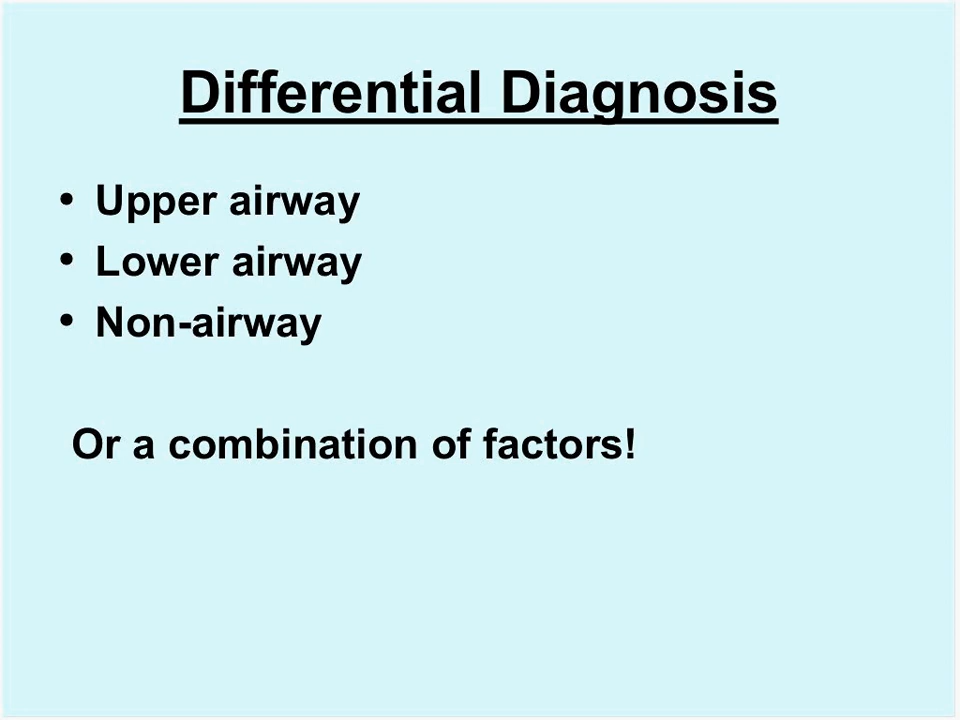 Differential Diagnosis
• Upper airway
• Lower airway
• Non-airway
Or a combination of factors!